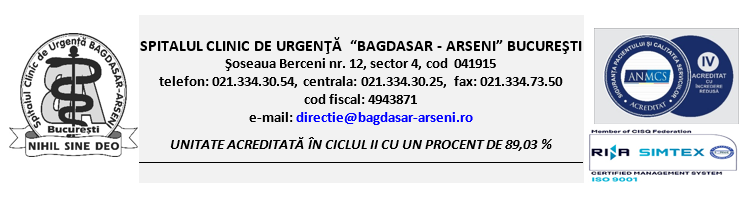 Spitalul Clinic de Urgență BAGDASAR-ARSENI
București
NIHIL SINE DEO
SPITALUL CLINIC DE URGENŢĂ “BAGDASAR - ARSENI” BUCUREŞTI
Șoseaua Berceni nr. 12, sector 4, cod 041915
telefon: 021.334.30.54, centrala: 021.334.30.25, fax: 021.334.73.50
cod fiscal: 4943871
e-mail: directie@bagdasar-arseni.ro
UNITATE ACREDITATĂ ÎN CICLUL II CU UN PROCENT DE 89,03 %
SIGURANȚA PACIENTULUI ȘI CALITATEA SERVICIILOR
ANMCS
ACREDITAT
IV
ACREDITAT
CU
ÎNCREDERE
REDUSĂ
Member of CISQ Federation
RINA SIMTEX
CERTIFIED MANAGEMENT SYSTEM
ISO 9001